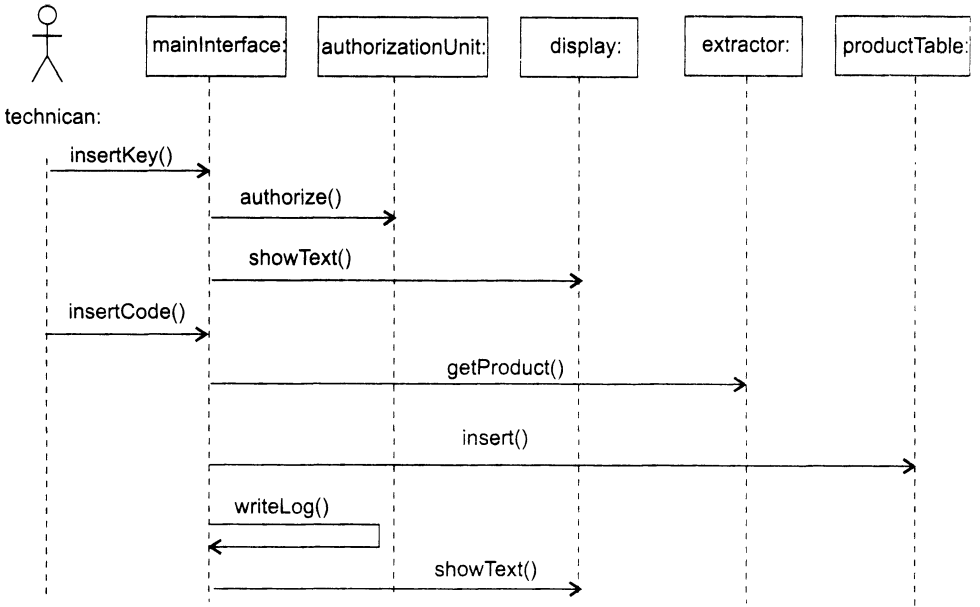 mainInterface:
authorizationUnit:
display:
extractor:
productTable:
technican:
insertKey()
authorize()
showText()
insertCode()
getProduct()
insert()
writeLog()
showText()